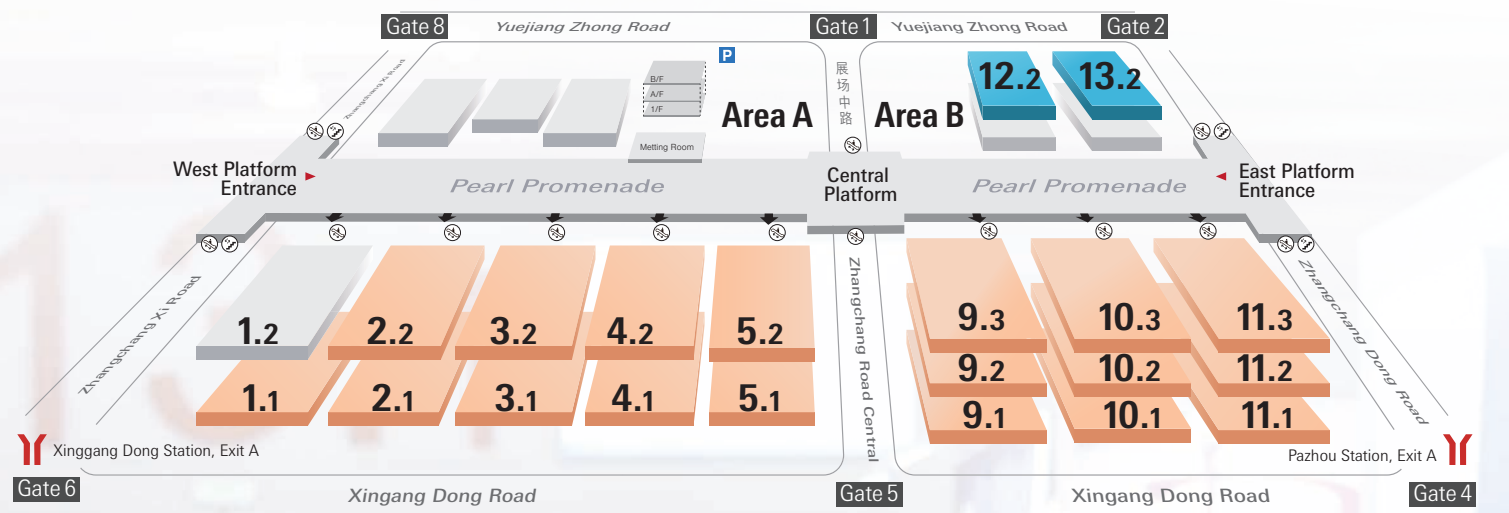 Gate 8
Yuejiang Zhong Road
Gate 1
Yuejiang Zhong Road
Gate 2
Zhangchang Xi Road
P
B/F
A/F
1/F
Metting Room
Area A
展场中路
Area B
12.2
13.2
West Platform
Entrance
Pearl Promenade
Central
Platform
Pearl Promenade
East Platform
Entrance
1.2
2.2
3.2
4.2
5.2
9.3
10.3
11.3
9.2
10.2
11.2
1.1
2.1
3.1
4.1
5.1
9.1
10.1
11.1
Zhangchang Xi Road
Zhangchang Road Central
Zhangchang Dong Road
Xinggang Dong Station, Exit A
Pazhou Station, Exit A
Gate 6
Xingang Dong Road
Gate 5
Xingang Dong Road
Gate 4